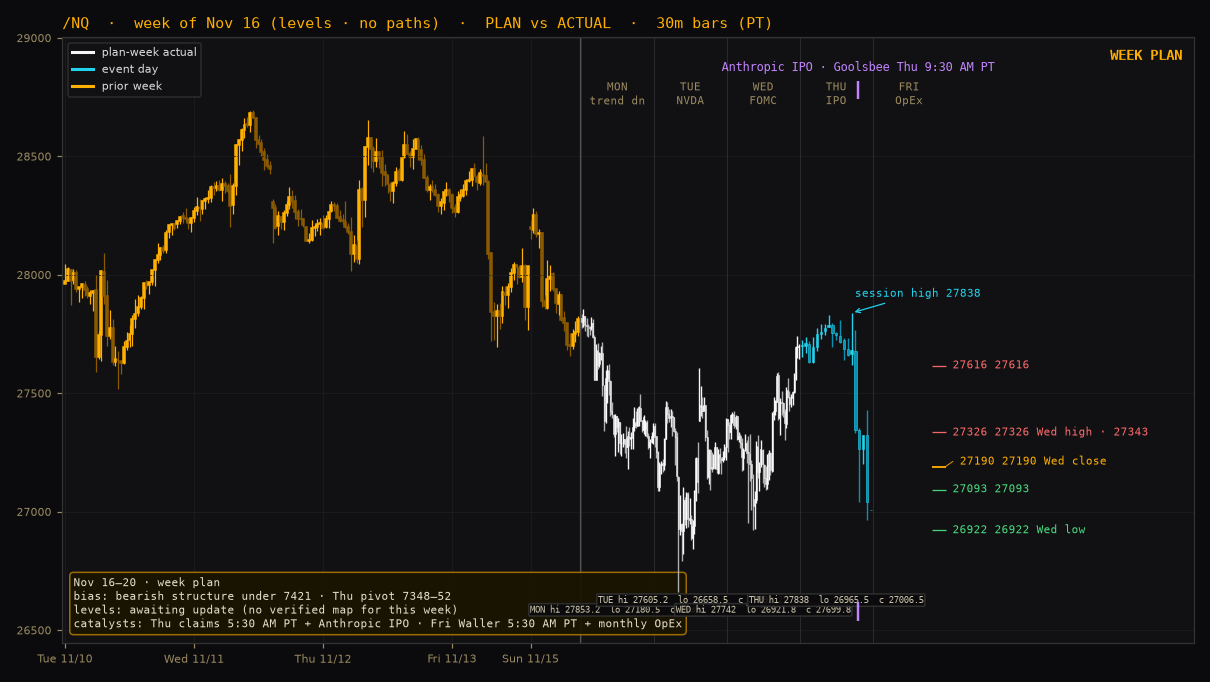 /NQ · week of Nov 16 (levels · no paths) · PLAN vs ACTUAL · 30m bars (PT)
29000
28500
28000
27500
27000
26500
plan-week actual
event day
prior week
WEEK PLAN
Anthropic IPO · Goolsbee Thu 9:30 AM PT
MON
trend dn
TUE
NVDA
WED
FOMC
THU
IPO
FRI
OpEx
session high 27838
27616 27616
27326 27326 Wed high · 27343
27190 27190 Wed close
27093 27093
26922 26922 Wed low
Nov 16–20 · week plan
bias: bearish structure under 7421 · Thu pivot 7348–52
levels: awaiting update (no verified map for this week)
catalysts: Thu claims 5:30 AM PT + Anthropic IPO · Fri Waller 5:30 AM PT + monthly OpEx
TUE hi 27605.2 lo 26658.5 c
THU hi 27838 lo 26965.5 c 27006.5
MON hi 27853.2 lo 27180.5 c
WED hi 27742 lo 26921.8 c 27699.8
Tue 11/10
Wed 11/11
Thu 11/12
Fri 11/13
Sun 11/15